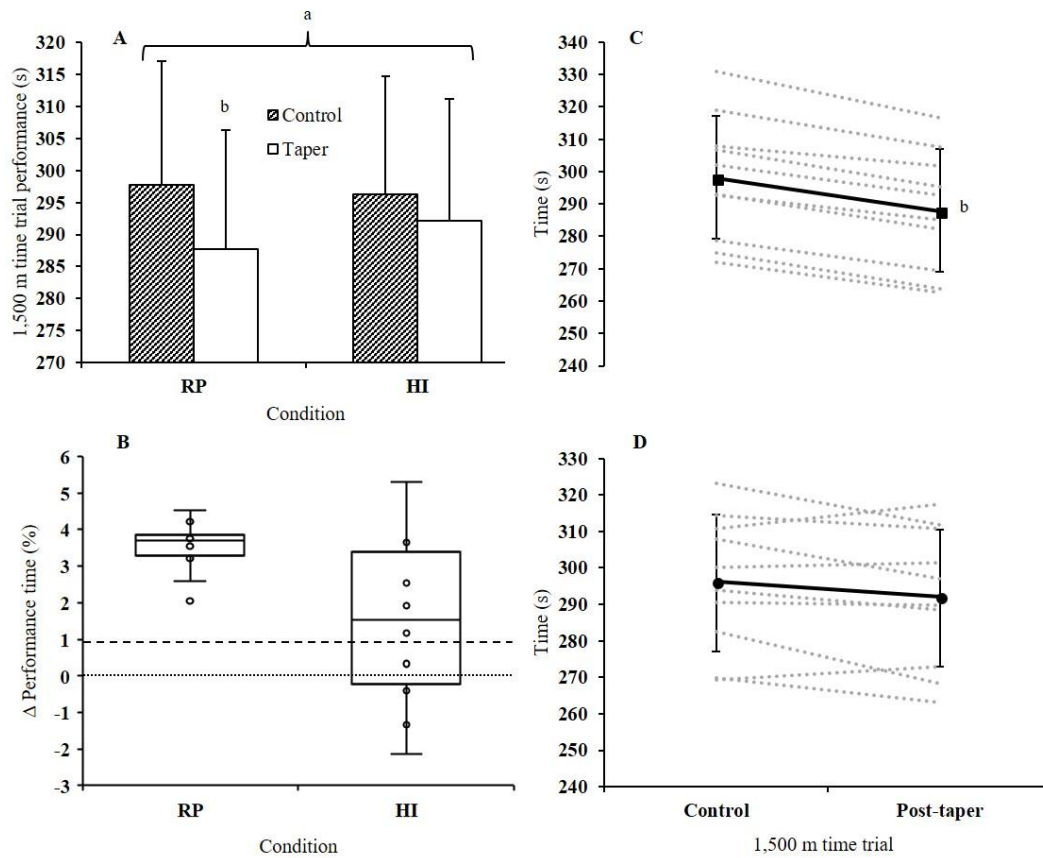 A
a
1,500 m time trial performance (s)
320
315
310
305
300
295
290
285
280
275
270
b
Control
Taper
RP
HI
Condition
C
Time (s)
340
330
320
310
300
290
280
270
260
250
240
b
B
Δ Performance time (%)
6
5
4
3
2
1
0
-1
-2
-3
RP
HI
Condition
D
Time (s)
330
320
310
300
290
280
270
260
250
240
Control
Post-taper
1,500 m time trial